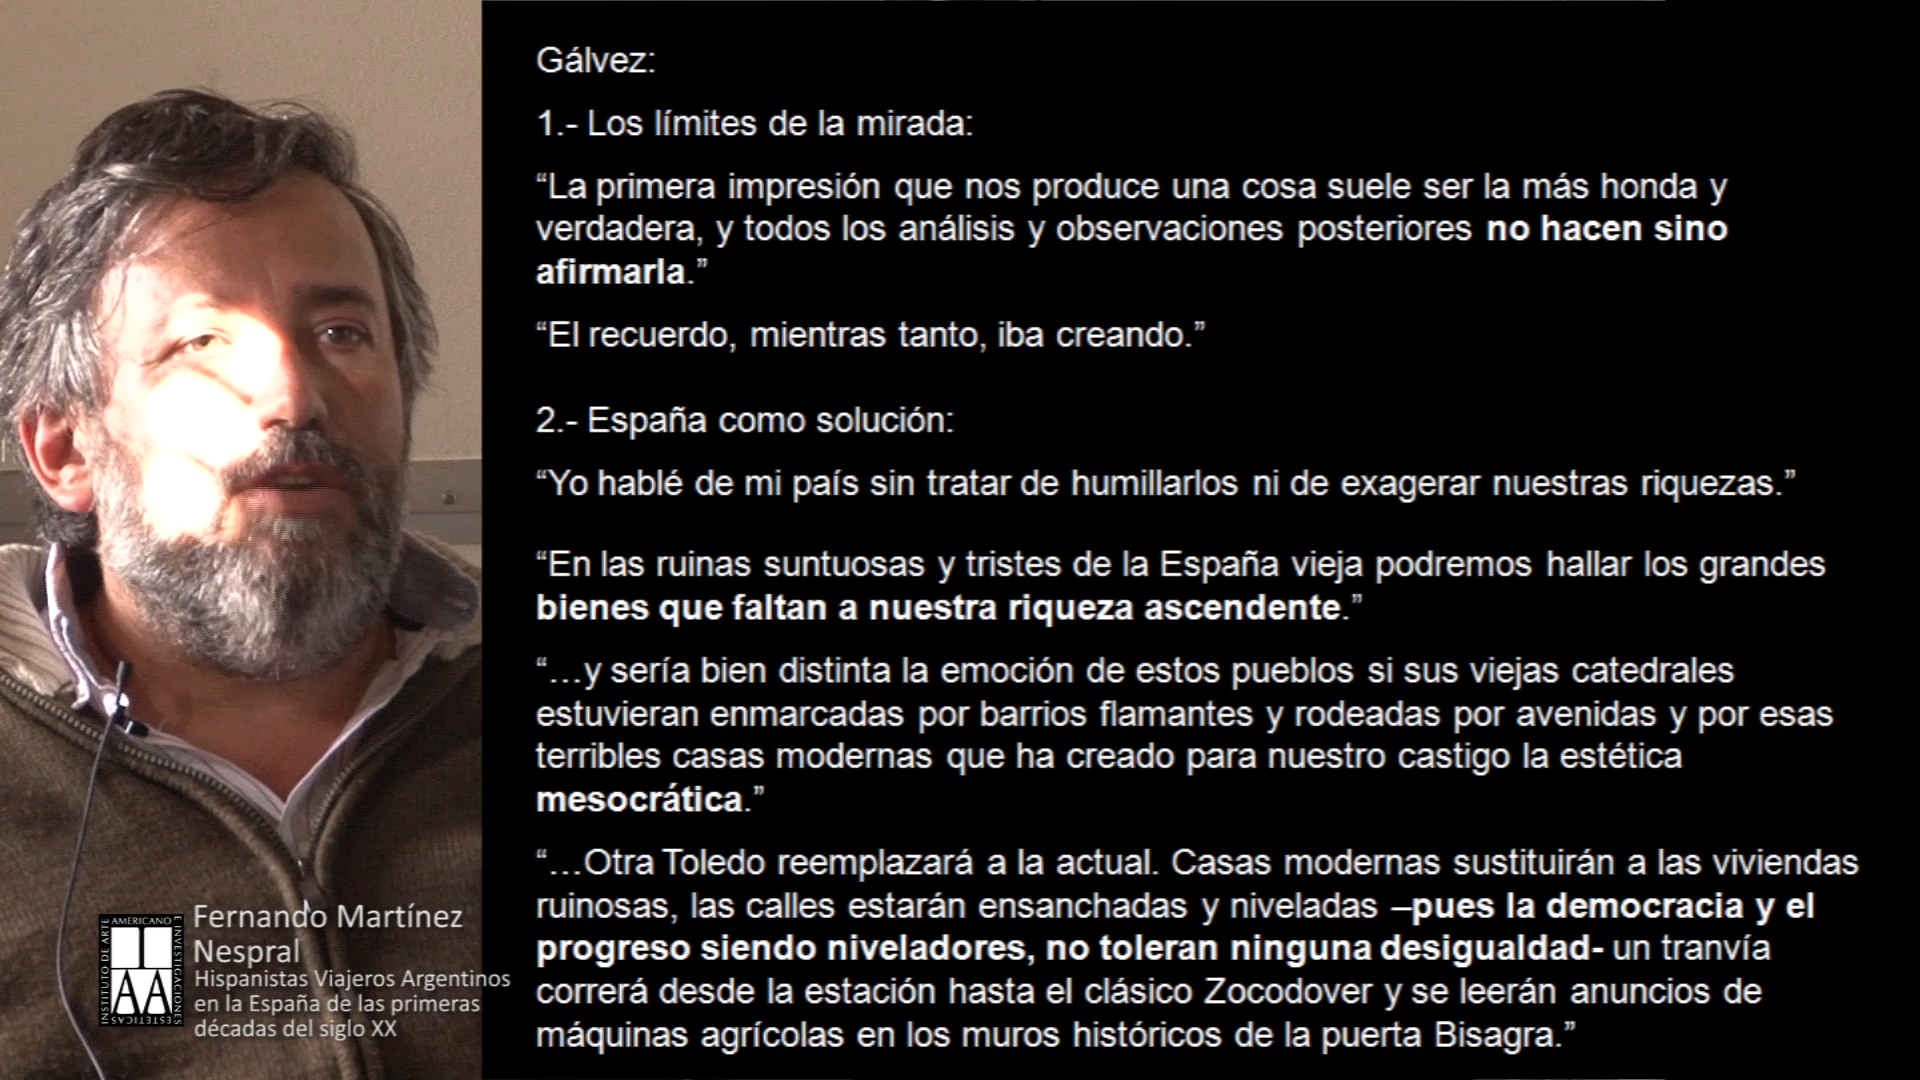 Gálvez:
1.- Los límites de la mirada:
“La primera impresión que nos produce una cosa suele ser la más honda y
verdadera, y todos los análisis y observaciones posteriores no hacen sino
afirmarla.”
“El recuerdo, mientras tanto, iba creando.”
2.- España como solución:
“Yo hablé de mi país sin tratar de humillarlos ni de exagerar nuestras riquezas.”
“En las ruinas suntuosas y tristes de la España vieja podremos hallar los grandes
bienes que faltan a nuestra riqueza ascendente.”
“…y sería bien distinta la emoción de estos pueblos si sus viejas catedrales
estuvieran enmarcadas por barrios flamantes y rodeadas por avenidas y por esas
terribles casas modernas que ha creado para nuestro castigo la estética
mesocrática.”
“…Otra Toledo reemplazará a la actual. Casas modernas sustituirán a las viviendas
ruinosas, las calles estarán ensanchadas y niveladas –pues la democracia y el
progreso siendo niveladores, no toleran ninguna desigualdad- un tranvía
correrá desde la estación hasta el clásico Zocodover y se leerán anuncios de
máquinas agrícolas en los muros históricos de la puerta Bisagra.”
INSTITUTO DE ARTE
AMERICANO
E INVESTIGACIONES
ESTETICAS
IAA
Fernando Martínez
Nespral
Hispanistas Viajeros Argentinos
en la España de las primeras
décadas del siglo XX